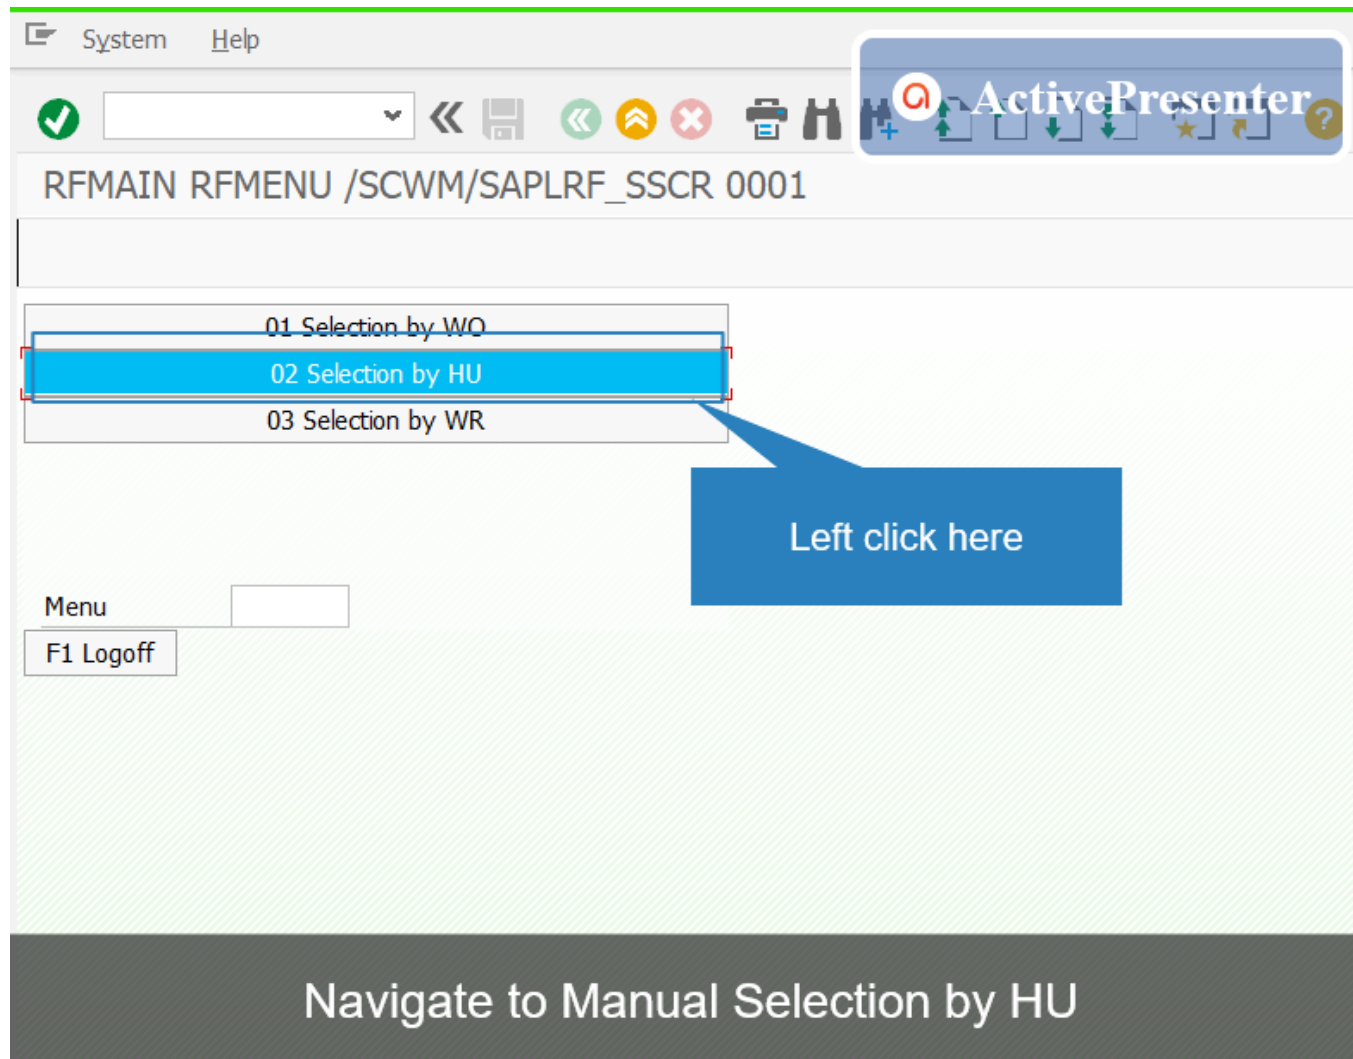 System Help
ActivePresenter
RFMAIN RFMENU /SCWM/SAPLRF_SSCR 0001
01 Selection by WO
02 Selection by HU
03 Selection by WR
Left click here
Menu
F1 Logoff
Navigate to Manual Selection by HU